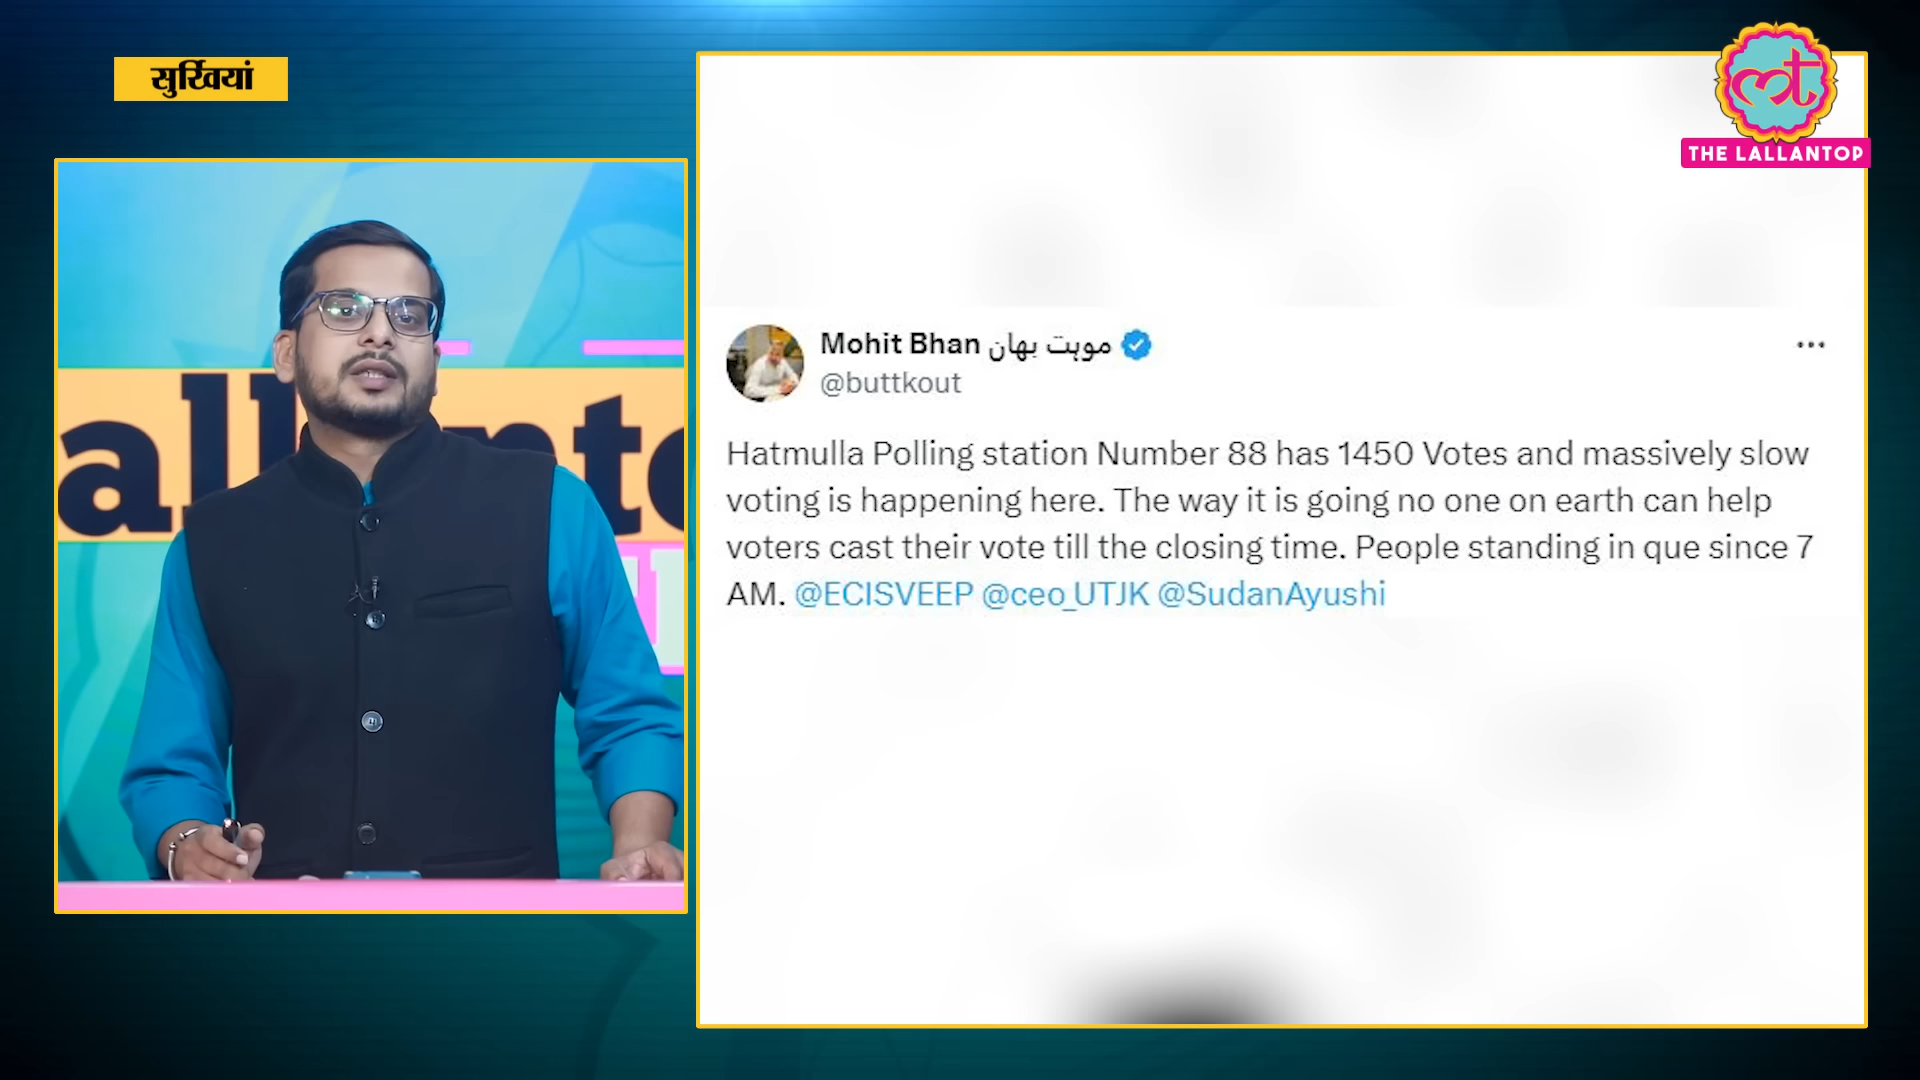 सुर्खियां
THE LALLANTOP
Mohit Bhan موہت بھان
@buttkout
Hatmulla Polling station Number 88 has 1450 Votes and massively slow
voting is happening here. The way it is going no one on earth can help
voters cast their vote till the closing time. People standing in que since 7
AM. @ECISVEEP @ceo_UTJK @SudanAyushi